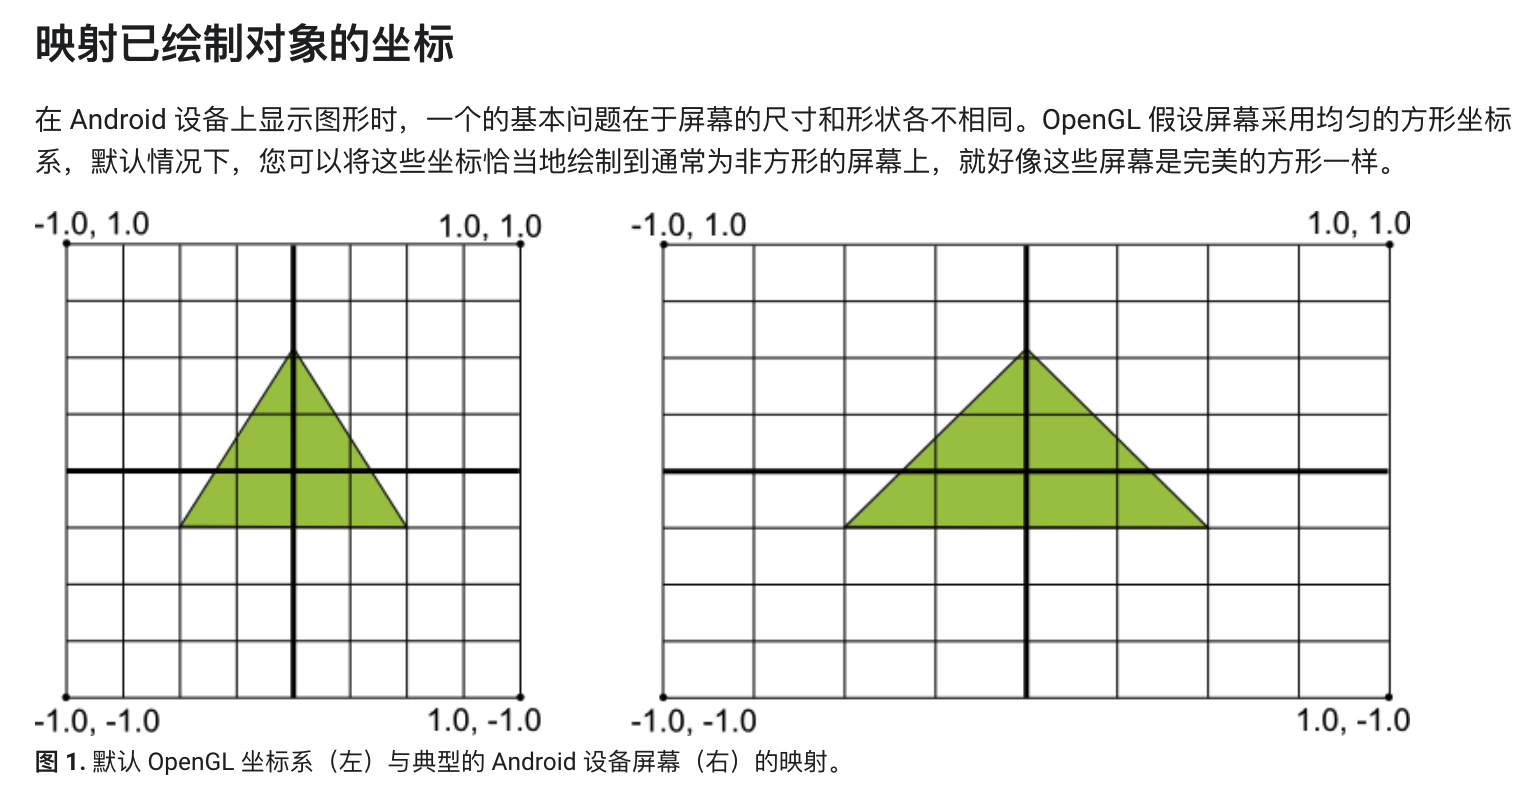 映射已绘制对象的坐标
在 Android 设备上显示图形时，一个的基本问题在于屏幕的尺寸和形状各不相同。OpenGL 假设屏幕采用均匀的方形坐标
系，默认情况下，您可以将这些坐标恰当地绘制到通常为非方形的屏幕上，就好像这些屏幕是完美的方形一样。
-1.0, 1.0
1.0, 1.0
-1.0, 1.0
1.0, 1.0
-1.0, -1.0
1.0, -1.0
-1.0, -1.0
1.0, -1.0
图 1. 默认 OpenGL 坐标系（左）与典型的 Android 设备屏幕（右）的映射。